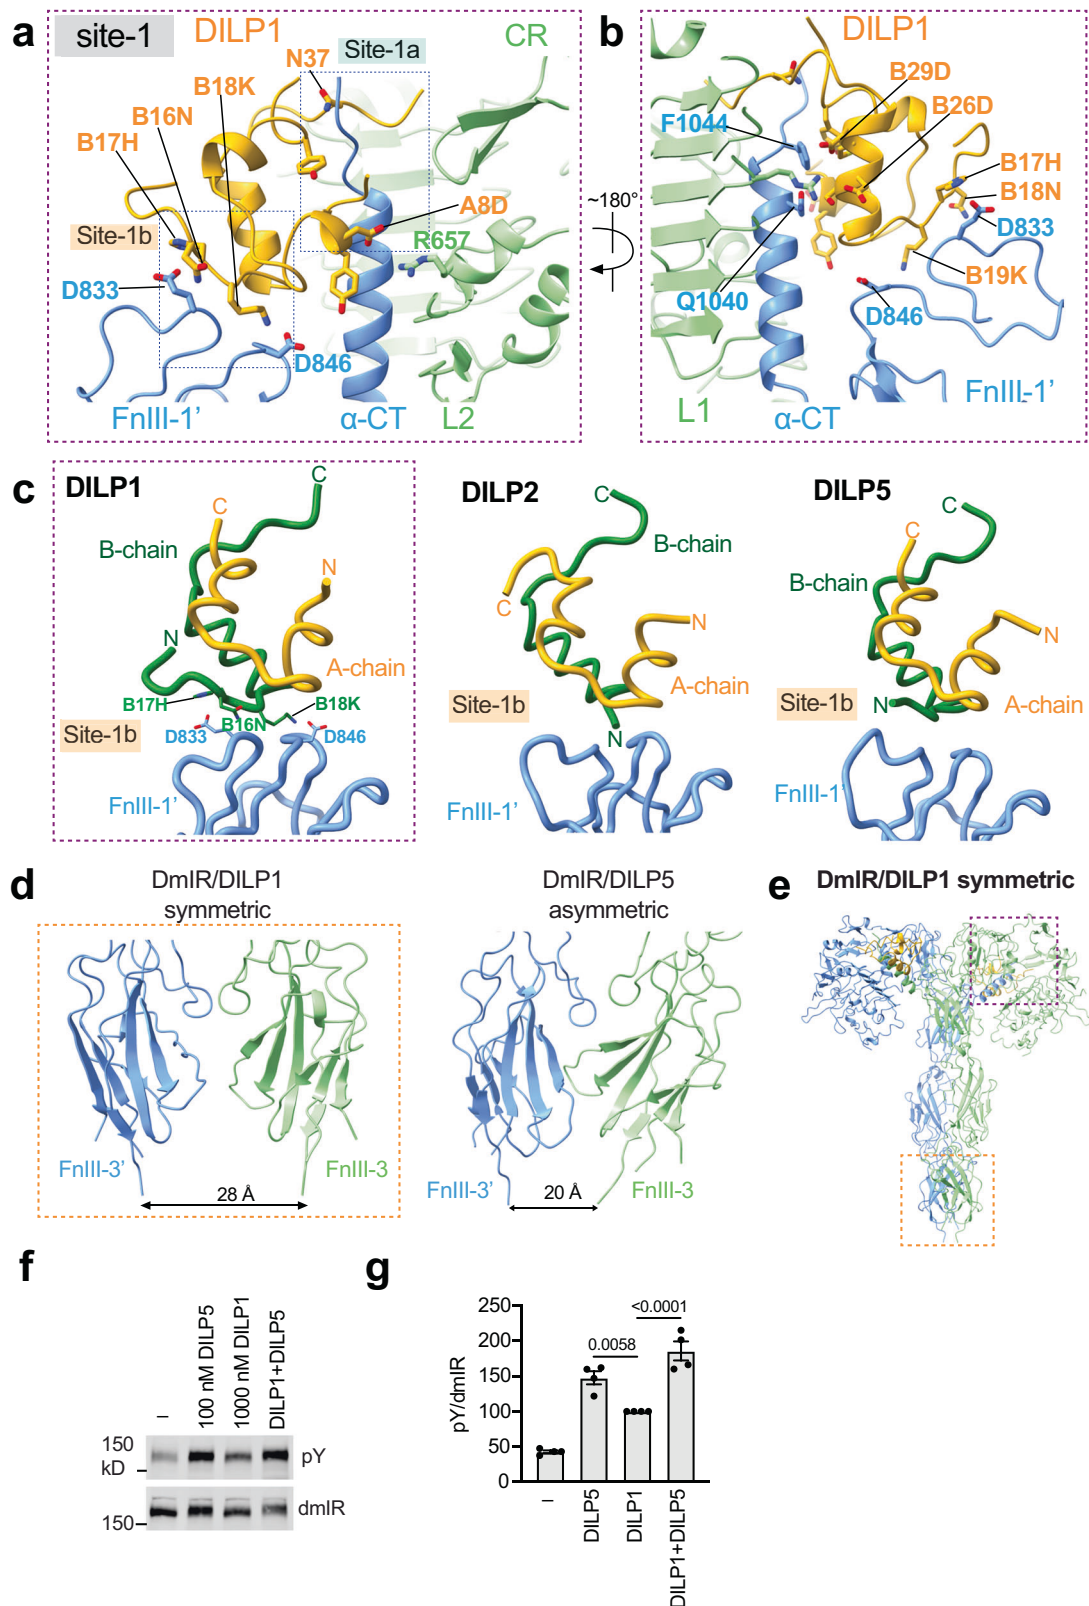 a
site-1
DILP1
CR
N37
Site-1a
B18K
B16N
B17H
A8D
Site-1b
R657
D833
D846
FnIII-1’
α-CT
L2
~180°
b
DILP1
B29D
F1044
B26D
B17H
B18N
D833
B19K
Q1040
D846
L1
α-CT
FnIII-1’
c
DILP1
C
C
B-chain
N
N
A-chain
B17H
B18K
B16N
Site-1b
D833
D846
FnIII-1’
DILP2
C
B-chain
C
N
A-chain
Site-1b
N
FnIII-1’
DILP5
C
C
B-chain
N
Site-1b
A-chain
N
FnIII-1’
d
DmIR/DILP1
symmetric
FnIII-3’
FnIII-3
28 Å
DmIR/DILP5
asymmetric
FnIII-3’
FnIII-3
20 Å
e
DmIR/DILP1 symmetric
f
–
100 nM DILP5
1000 nM DILP1
DILP1+DILP5
150
kD
pY
dmIR
150
g
250
200
150
100
50
0
pY/dmIR
<0.0001
0.0058
–
DILP5
DILP1
DILP1+DILP5